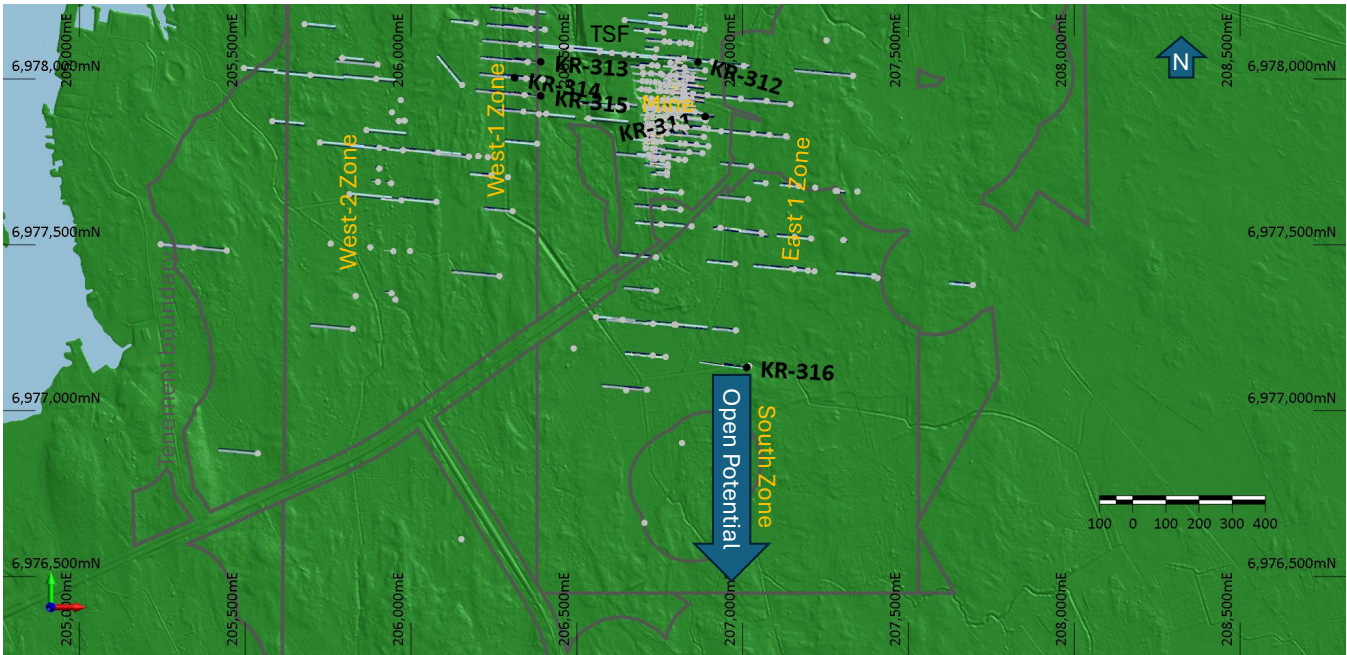 205,000mE
205,500mE
206,000mE
206,500mE
207,000mE
207,500mE
208,000mE
208,500mE
TSF
N
6,978,000mN
KR-313
KR-312
6,978,000mN
KR-314
KR-315
Mine
KR-311
West-1 Zone
West-2 Zone
East 1 Zone
6,977,500mN
6,977,500mN
Tenement boundary
KR-316
6,977,000mN
Open Potential
South Zone
6,977,000mN
100 0 100 200 300 400
6,976,500mN
6,976,500mN
205,000mE
205,500mE
206,000mE
206,500mE
207,000mE
207,500mE
208,000mE
208,500mE